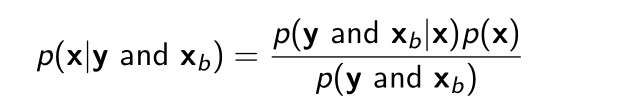 p(x|y and x_b) = p(y and x_b|x)p(x) / p(y and x_b)